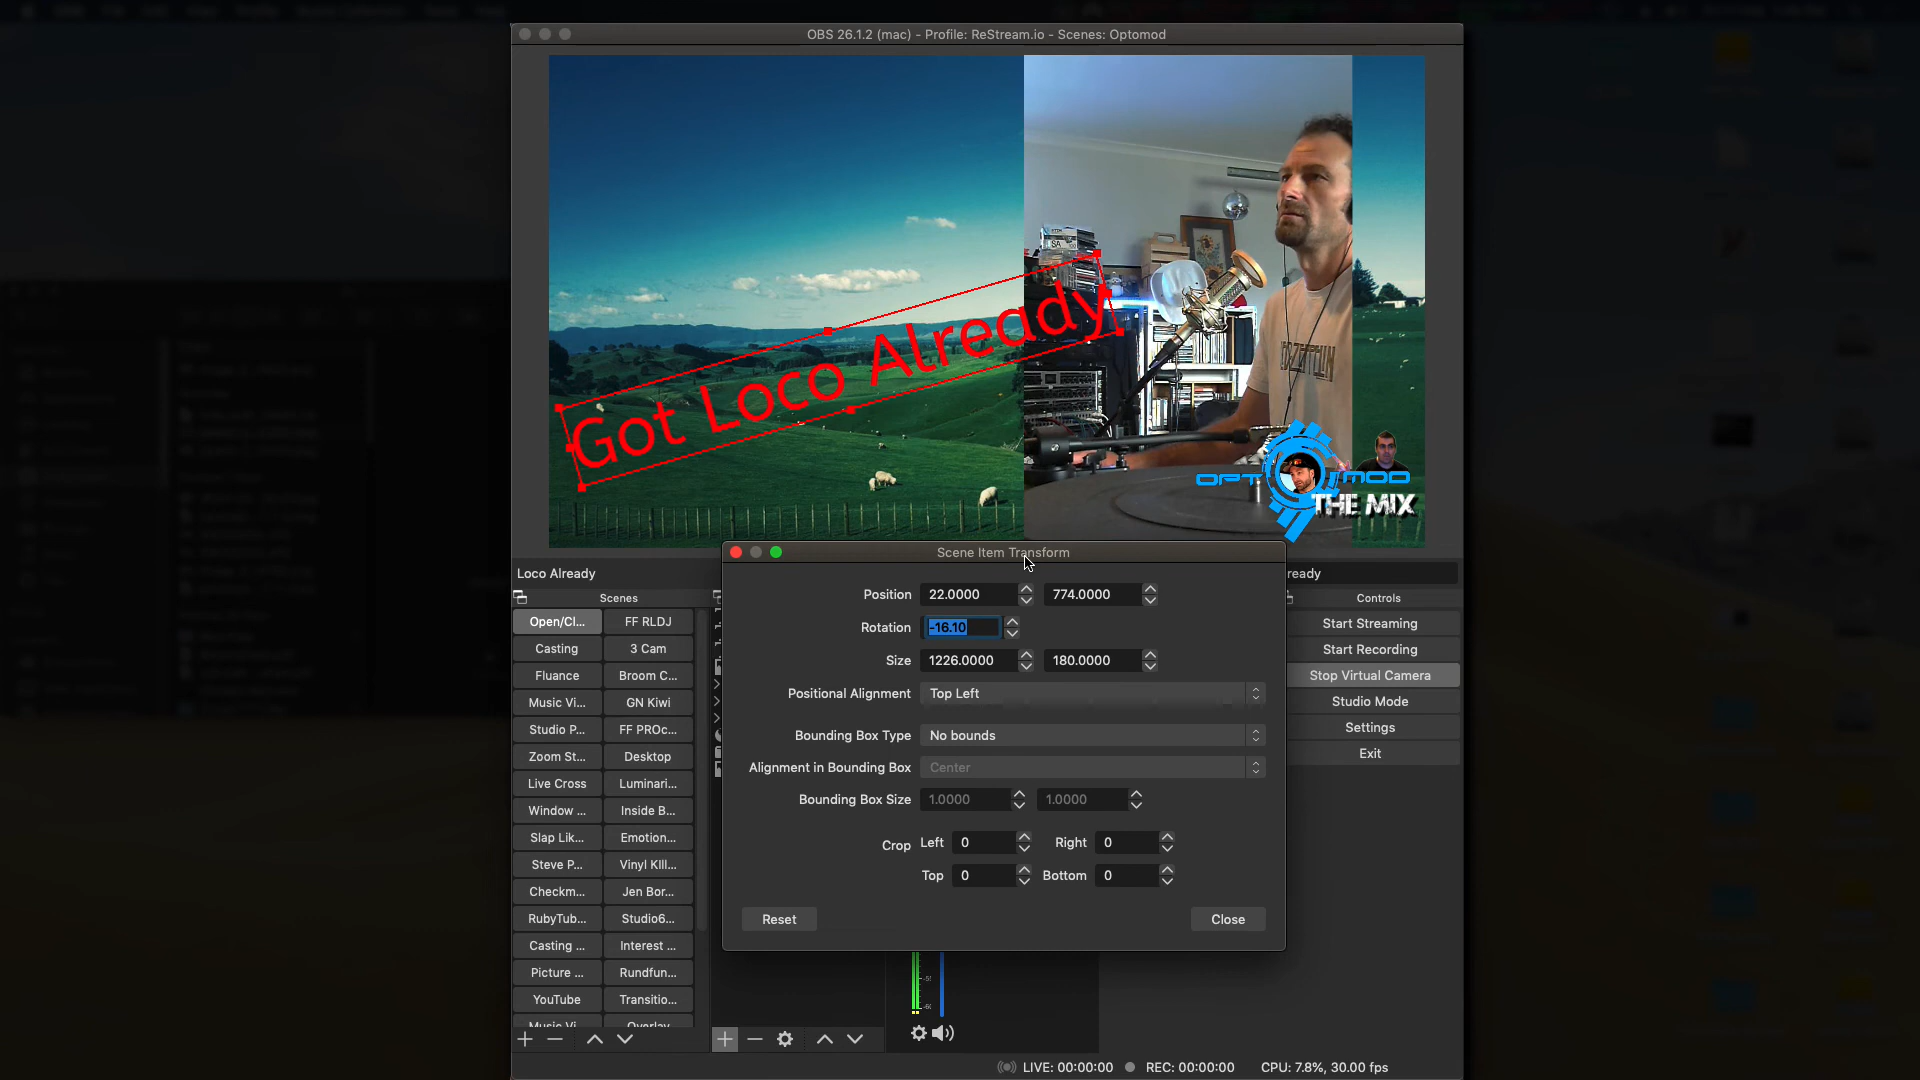 OBS 26.1.2 (mac) - Profile: ReStream.io - Scenes: Optomod
Got Loco Already
SA
LED ZEPPELIN
OPT MOD
THE MIX
Scene Item Transform
Loco Already
ready
Scenes
Controls
Open/Cl...
FF RLDJ
Casting
3 Cam
Fluance
Broom C...
Music Vi...
GN Kiwi
Studio P...
FF PROc...
Zoom St...
Desktop
Live Cross
Luminari...
Window ...
Inside B...
Slap Lik...
Emotion...
Steve P...
Vinyl KIll...
Checkm...
Jen Bor...
RubyTub...
Studio6...
Casting ...
Interest ...
Picture ...
Rundfun...
YouTube
Transitio...
Music Vi...
Overlay
Position 22.0000 774.0000
Rotation -16.10
Size 1226.0000 180.0000
Positional Alignment Top Left
Bounding Box Type No bounds
Alignment in Bounding Box Center
Bounding Box Size 1.0000 1.0000
Crop Left 0 Right 0
Top 0 Bottom 0
Reset
Close
Start Streaming
Start Recording
Stop Virtual Camera
Studio Mode
Settings
Exit
LIVE: 00:00:00
REC: 00:00:00
CPU: 7.8%, 30.00 fps